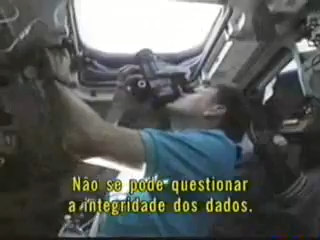 Não se pode questionar
a integridade dos dados.